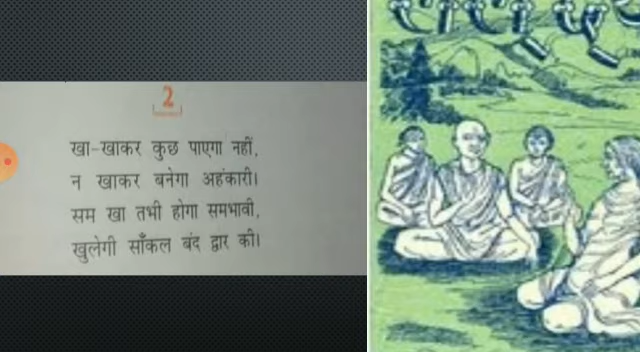 2
खा-खाकर कुछ पाएगा नहीं,
न खाकर बनेगा अहंकारी।
सम खा तभी होगा समभावी,
खुलेगी साँकल बंद द्वार की।